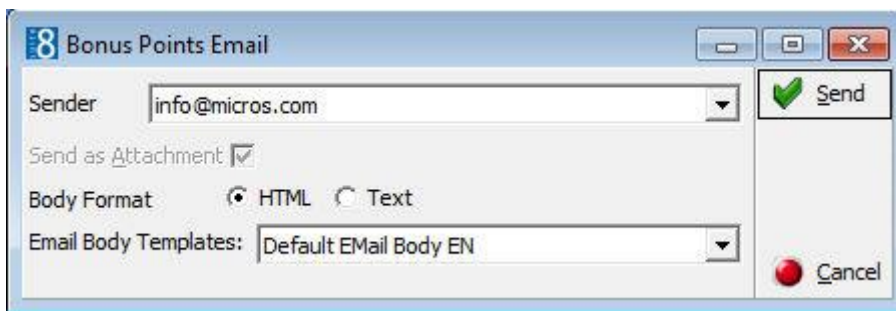 8 Bonus Points Email
Sender info@micros.com
Send
Send as Attachment
Body Format HTML Text
Email Body Templates: Default EMail Body EN
Cancel